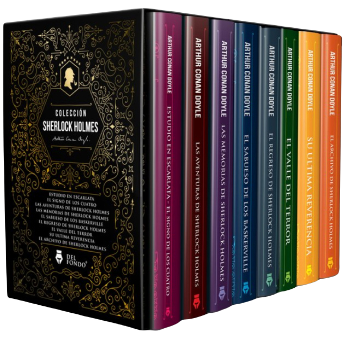 COLECCIÓN
SHERLOCK HOLMES
Arthur Conan Doyle
ESTUDIO EN ESCARLATA
EL SIGNO DE LOS CUATRO
LAS AVENTURAS DE SHERLOCK HOLMES
LAS MEMORIAS DE SHERLOCK HOLMES
EL SABUESO DE LOS BASKERVILLE
EL REGRESO DE SHERLOCK HOLMES
EL VALLE DEL TERROR
SU ÚLTIMA REVERENCIA
EL ARCHIVO DE SHERLOCK HOLMES
DEL
FONDO
ARTHUR CONAN DOYLE
ESTUDIO EN ESCARLATA - EL SIGNO DE LOS CUATRO
ARTHUR CONAN DOYLE
LAS AVENTURAS DE SHERLOCK HOLMES
ARTHUR CONAN DOYLE
LAS MEMORIAS DE SHERLOCK HOLMES
ARTHUR CONAN DOYLE
EL SABUESO DE LOS BASKERVILLE
ARTHUR CONAN DOYLE
EL REGRESO DE SHERLOCK HOLMES
ARTHUR CONAN DOYLE
EL VALLE DEL TERROR
ARTHUR CONAN DOYLE
SU ÚLTIMA REVERENCIA
ARTHUR CONAN DOYLE
EL ARCHIVO DE SHERLOCK HOLMES